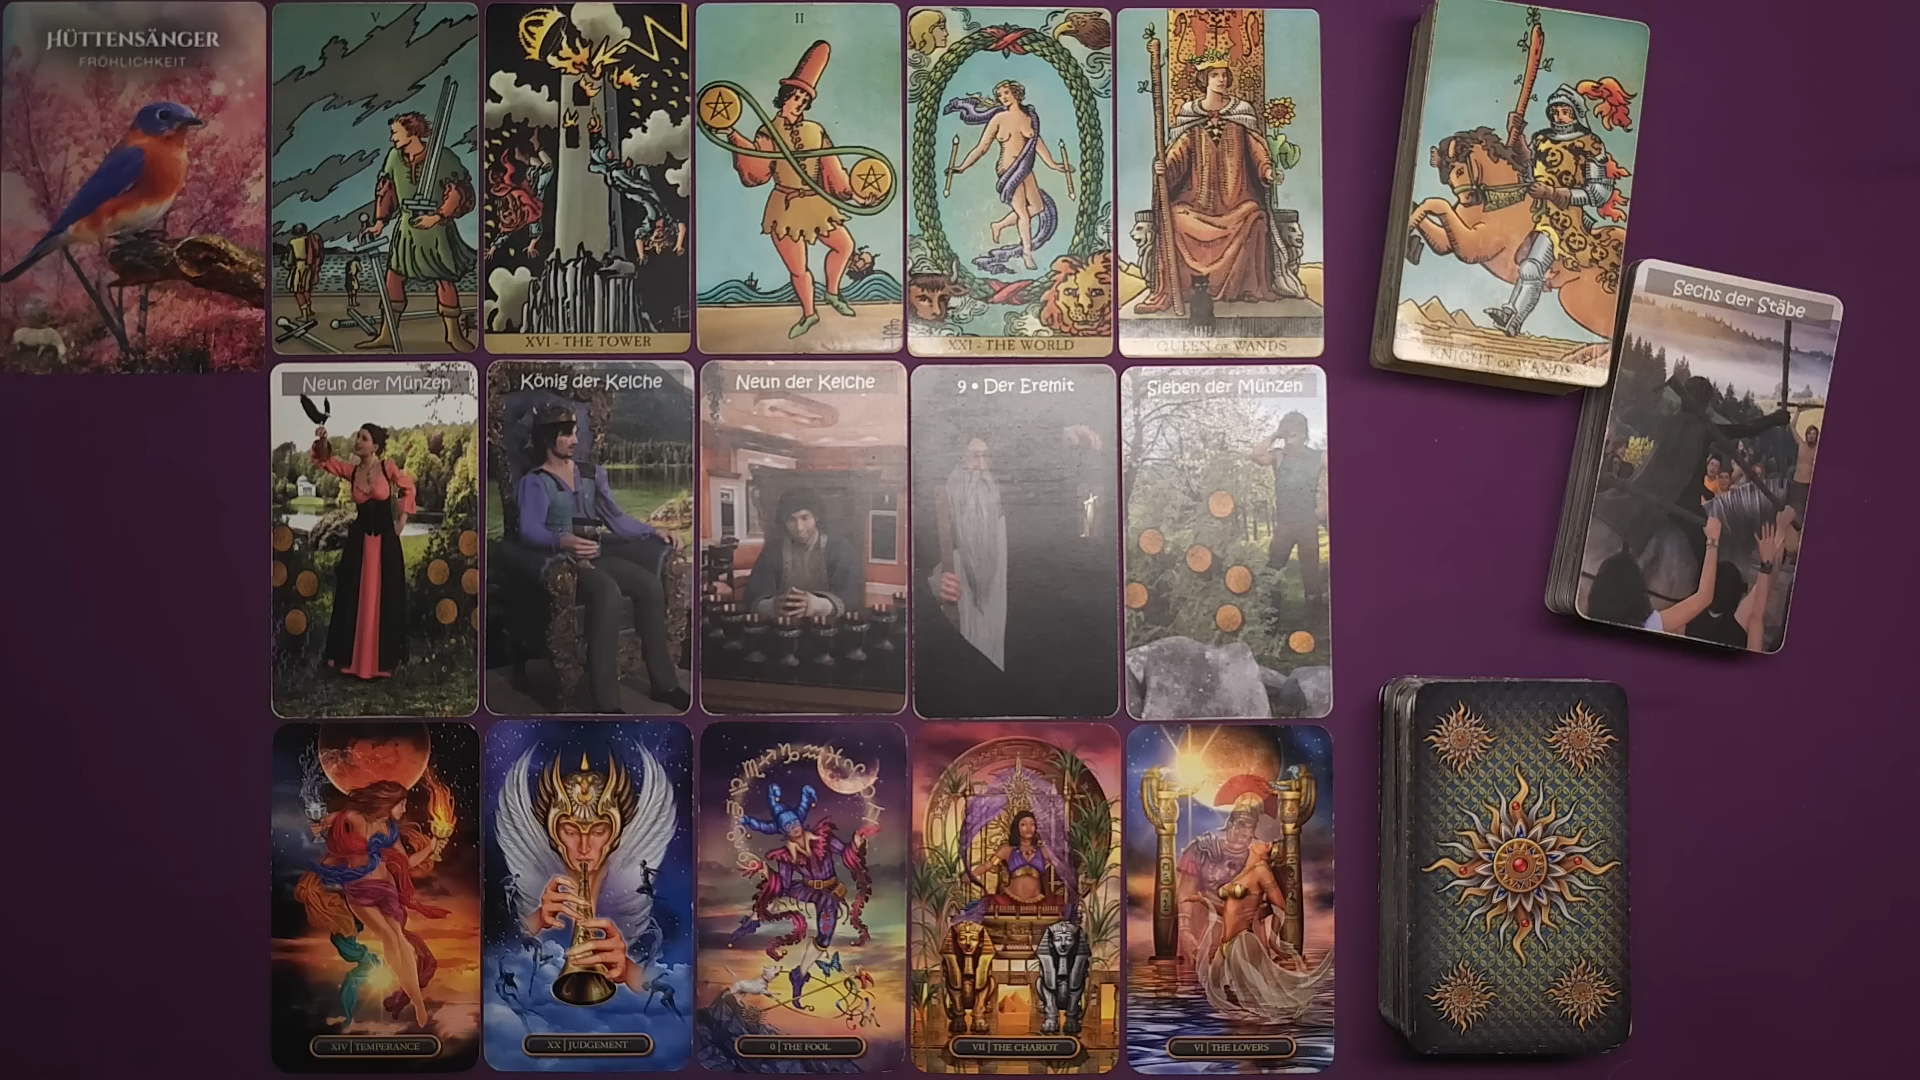 HÜTTENSÄNGER
FRÖHLICHKEIT
V
XVI - THE TOWER
II
XXI - THE WORLD
QUEEN OF WANDS
KNIGHT OF WANDS
Sechs der Stäbe
Neun der Münzen
König der Kelche
Neun der Kelche
9 • Der Eremit
Sieben der Münzen
XIV | TEMPERANCE
XX | JUDGEMENT
0 | THE FOOL
VII | THE CHARIOT
VI | THE LOVERS